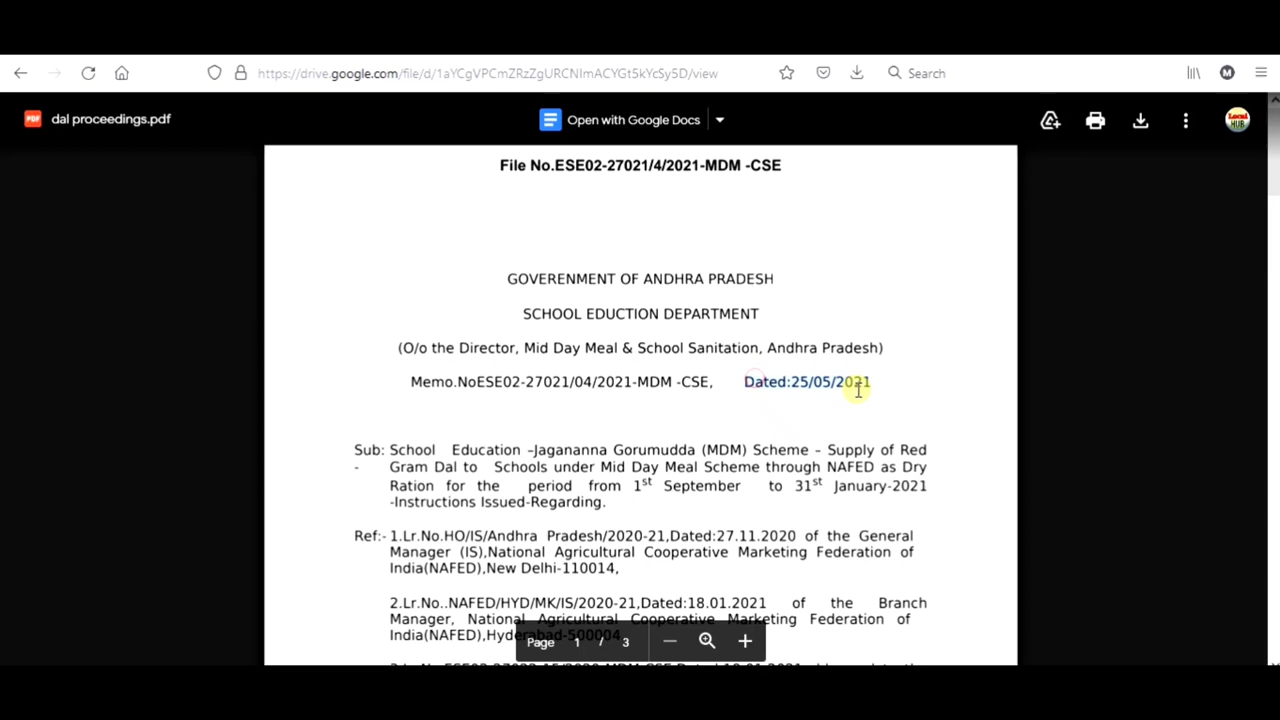 https://drive.google.com/file/d/1aYCgVPCmZRzZgURCNImACYGt5kYcSy5D/view
Search
M
PDF
dal proceedings.pdf
Open with Google Docs
Local
HUB
File No.ESE02-27021/4/2021-MDM -CSE
GOVERENMENT OF ANDHRA PRADESH
SCHOOL EDUCTION DEPARTMENT
(O/o the Director, Mid Day Meal & School Sanitation, Andhra Pradesh)
Memo.NoESE02-27021/04/2021-MDM -CSE, Dated:25/05/2021
Sub: School Education –Jagananna Gorumudda (MDM) Scheme – Supply of Red
- Gram Dal to Schools under Mid Day Meal Scheme through NAFED as Dry
Ration for the period from 1st September to 31st January-2021
-Instructions Issued-Regarding.
Ref:- 1.Lr.No.HO/IS/Andhra Pradesh/2020-21,Dated:27.11.2020 of the General
Manager (IS),National Agricultural Cooperative Marketing Federation of
India(NAFED),New Delhi-110014,
2.Lr.No..NAFED/HYD/MK/IS/2020-21,Dated:18.01.2021 of the Branch
Manager, National Agricultural Cooperative Marketing Federation of
India(NAFED),Hyderabad-500004
Page 1 / 3